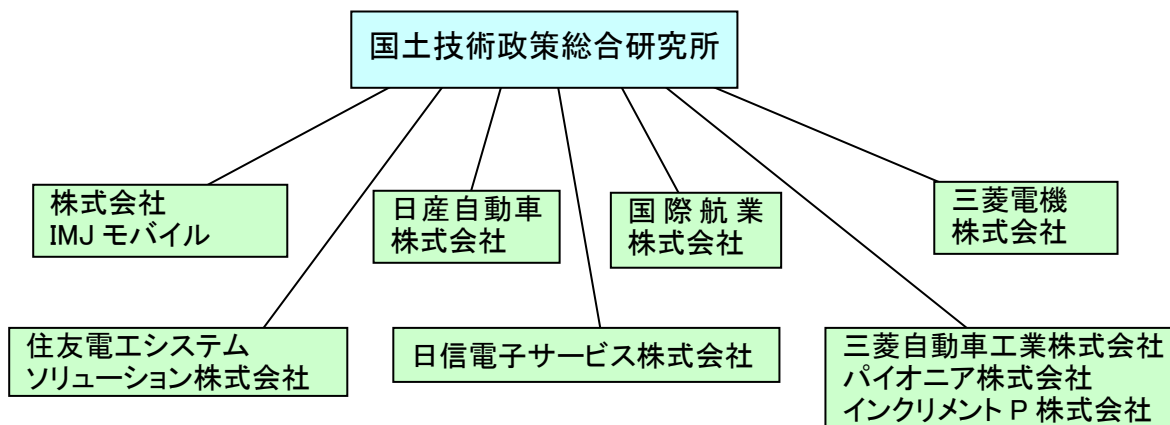 国土技術政策総合研究所
株式会社
IMJ モバイル
日産自動車
株式会社
国際航業
株式会社
三菱電機
株式会社
住友電工システム
ソリューション株式会社
日信電子サービス株式会社
三菱自動車工業株式会社
パイオニア株式会社
インクリメント P 株式会社